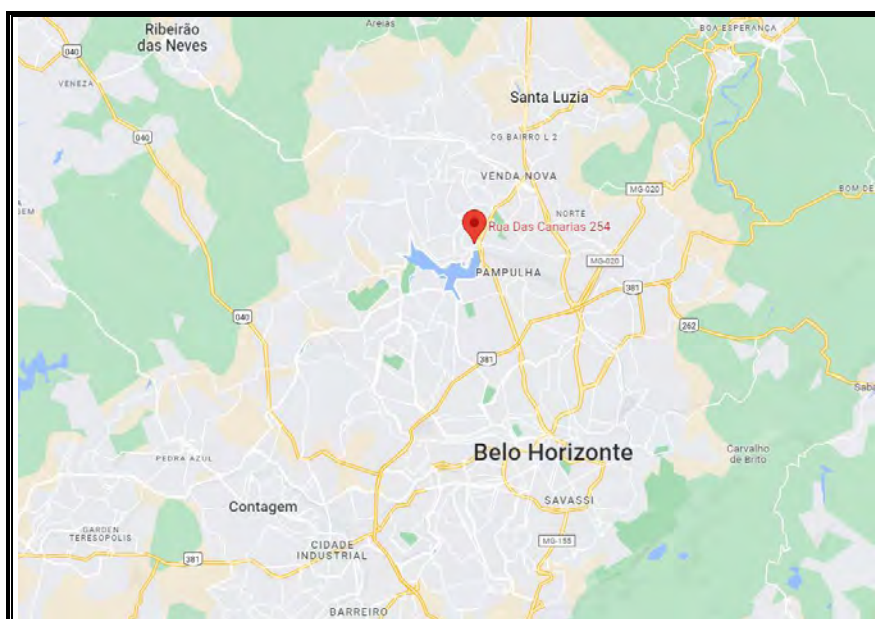 Areias
BOA ESPERANÇA
Ribeirão
das Neves
040
040
VENEZA
Santa Luzia
CG BAIRRO L 2
040
VENDA NOVA
MG-020
BOM DE
NORTE
Rua Das Canarias 254
MG-020
PAMPULHA
381
040
262
381
Sabá
Belo Horizonte
Carvalho
de Brito
PEDRA AZUL
Contagem
SAVASSI
GARDEN
TERESOPOLIS
CIDADE
INDUSTRIAL
MG-155
381
BARREIRO